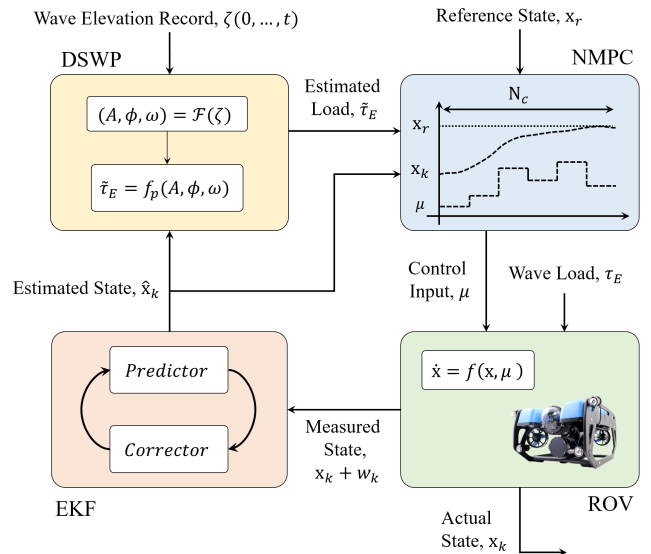 Wave Elevation Record, ζ(0, … , t)
Reference State, x_r
DSWP
NMPC
(A, ϕ, ω) = ℱ(ζ)
τ̃_E = f_p(A, ϕ, ω)
Estimated
Load, τ̃_E
N_c
x_r
x_k
μ
Estimated State, x̂_k
Control
Input, μ
Wave Load, τ_E
Predictor
Corrector
EKF
Measured
State,
x_k + w_k
ẋ = f(x, μ )
ROV
Actual
State, x_k